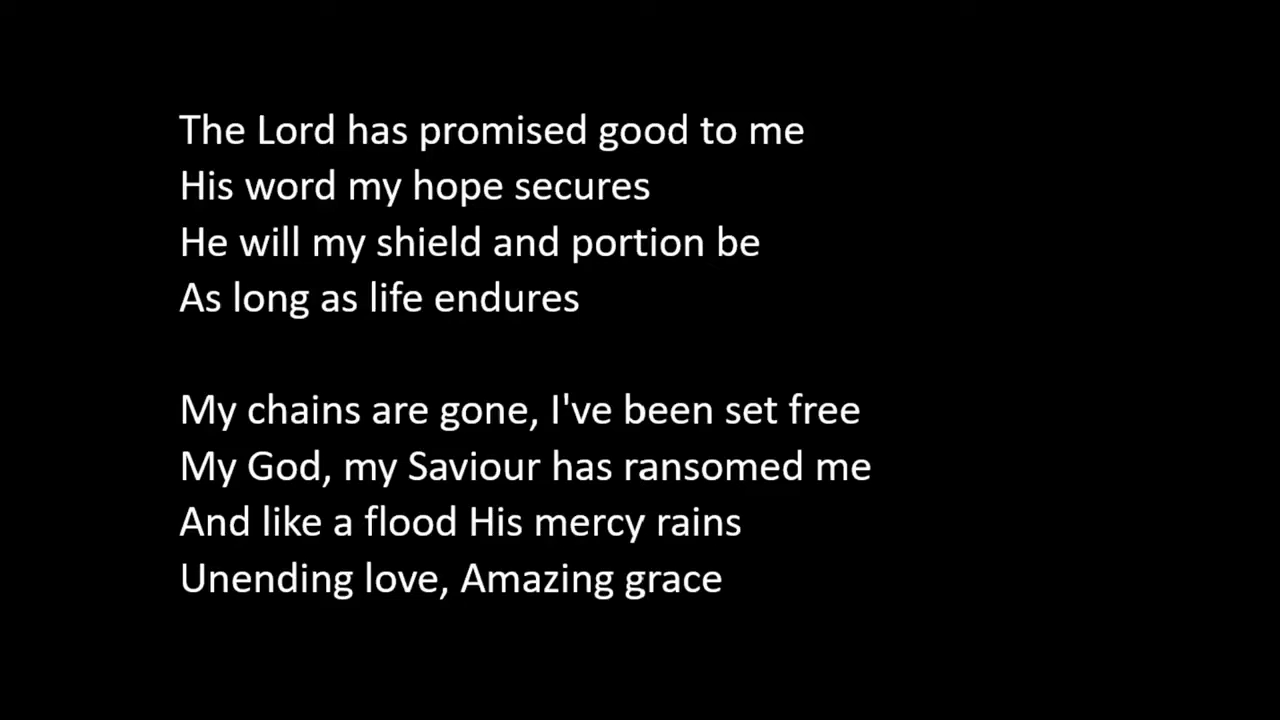 The Lord has promised good to me
His word my hope secures
He will my shield and portion be
As long as life endures
My chains are gone, I've been set free
My God, my Saviour has ransomed me
And like a flood His mercy rains
Unending love, Amazing grace